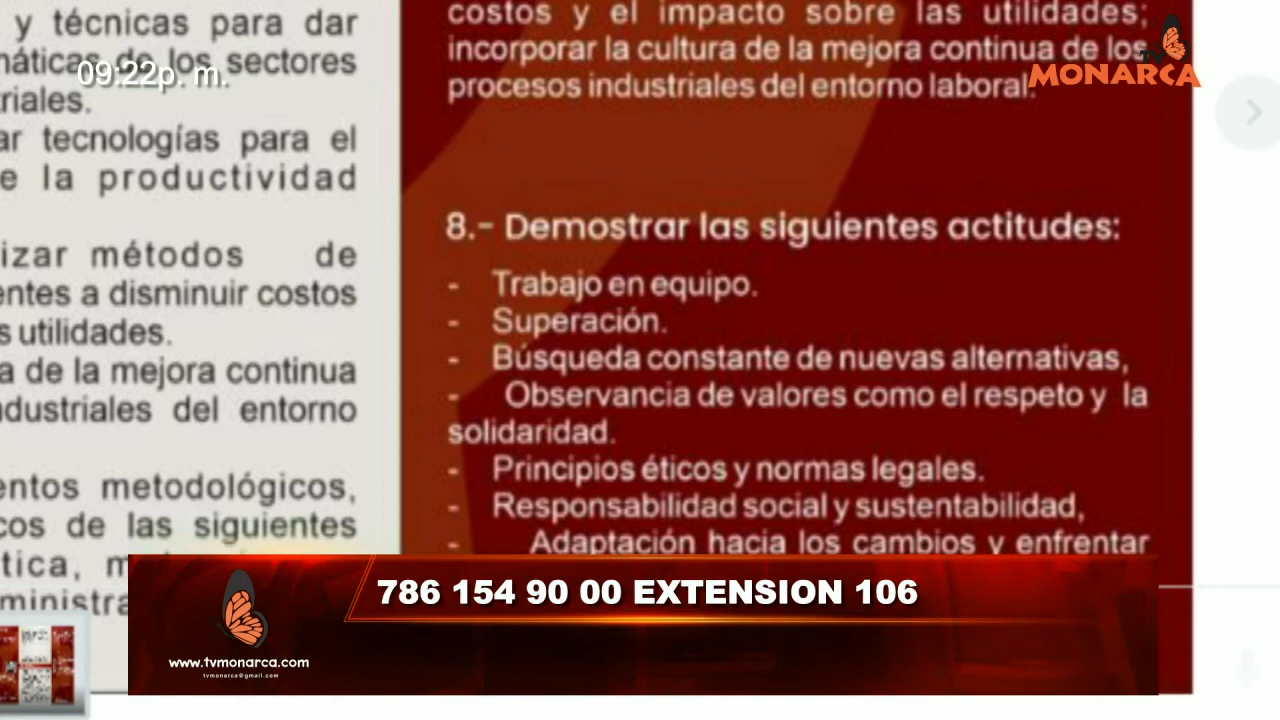 y técnicas para dar
de los sectores
riales.
ar tecnologías para el
e la productividad
izar métodos de
entes a disminuir costos
s utilidades.
a de la mejora continua
ndustriales del entorno
entos metodológicos,
cos de las siguientes
tica,
09:22p. m.
costos y el impacto sobre las utilidades;
incorporar la cultura de la mejora continua de los
procesos industriales del entorno laboral.
8.- Demostrar las siguientes actitudes:
- Trabajo en equipo.
- Superación.
- Búsqueda constante de nuevas alternativas,
- Observancia de valores como el respeto y la
solidaridad.
- Principios éticos y normas legales.
- Responsabilidad social y sustentabilidad,
- Adaptación hacia los cambios y enfrentar
TV
MONARCA
786 154 90 00 EXTENSION 106
www.tvmonarca.com
tvmonarca@gmail.com